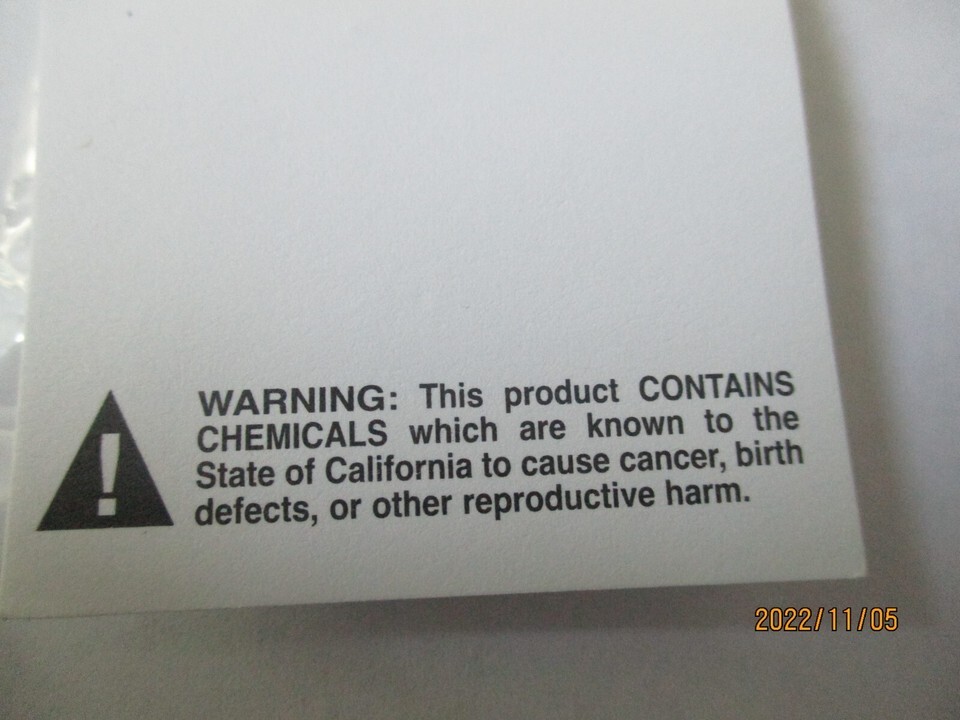 WARNING: This product CONTAINS
CHEMICALS which are known to the
State of California to cause cancer, birth
defects, or other reproductive harm.
2022/11/05